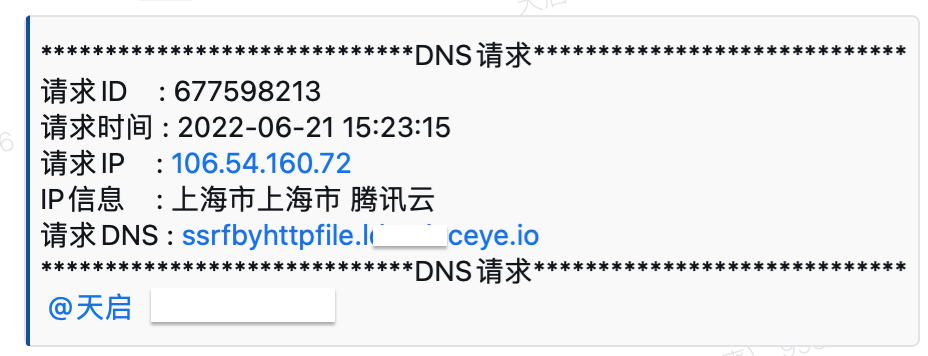 天启
*****************************DNS请求*****************************
请求ID : 677598213
请求时间 : 2022-06-21 15:23:15
请求IP : 106.54.160.72
IP信息 : 上海市上海市 腾讯云
请求DNS : ssrfbyhttpfile. ceye.io
*****************************DNS请求*****************************
@天启